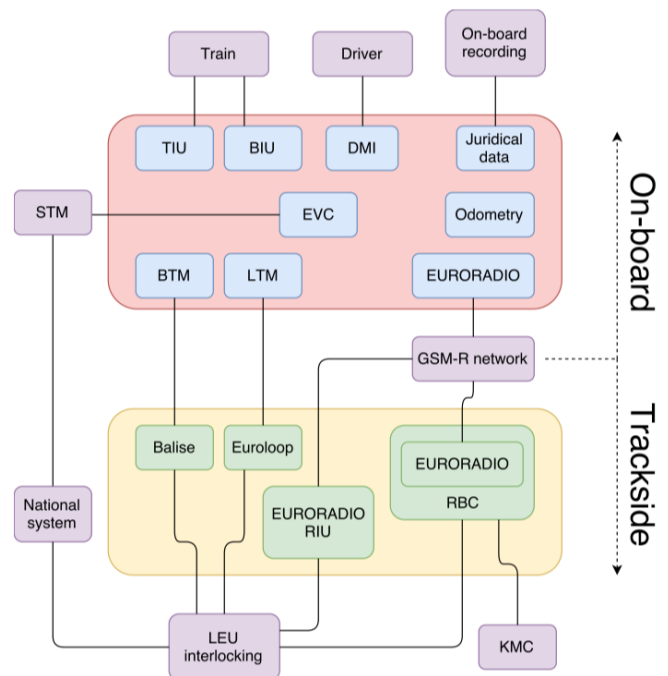 Train
Driver
On-board
recording
TIU
BIU
DMI
Juridical
data
STM
EVC
Odometry
BTM
LTM
EURORADIO
On-board
GSM-R network
Trackside
Balise
Euroloop
EURORADIO
RBC
National
system
EURORADIO
RIU
LEU
interlocking
KMC